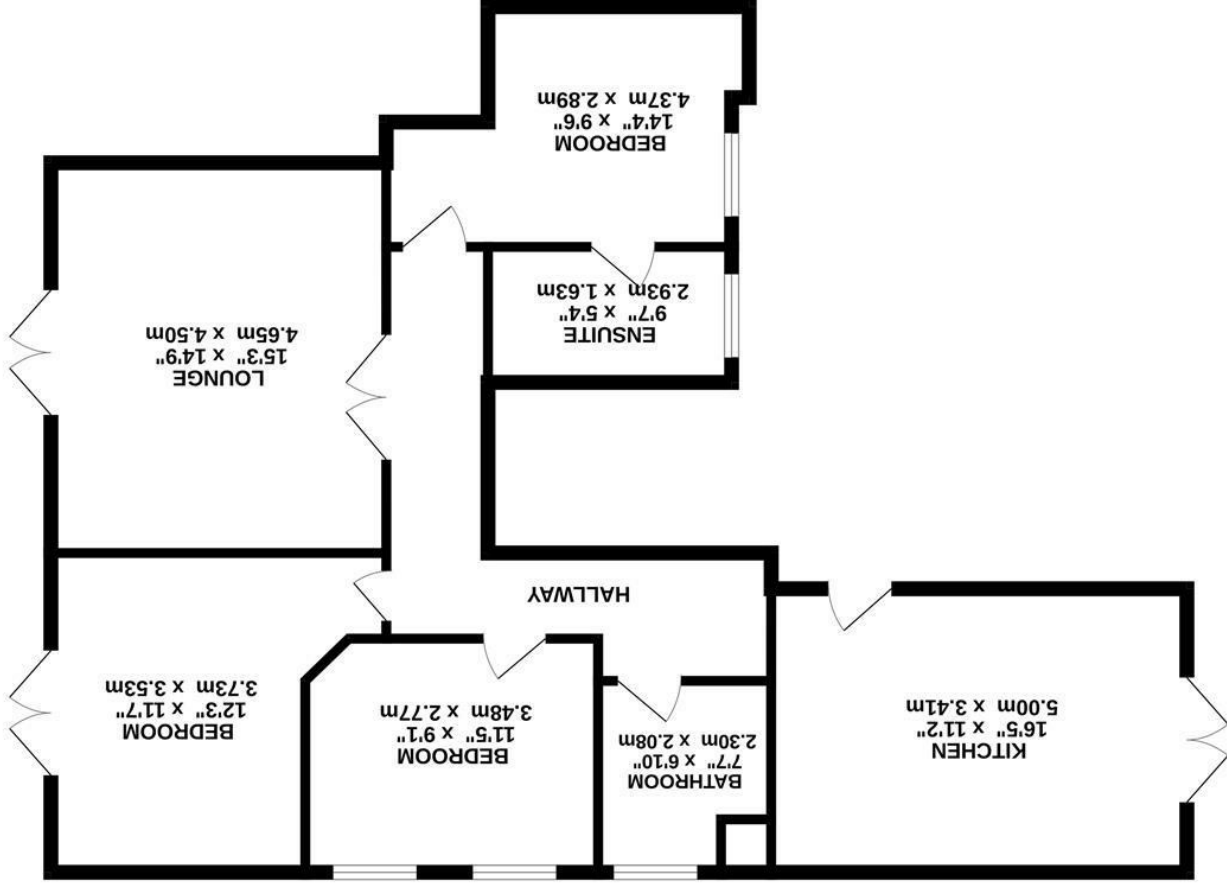 KITCHEN
16'5" x 11'2"
5.00m x 3.41m
BATHROOM
7'7" x 6'10"
2.30m x 2.08m
BEDROOM
11'5" x 9'1"
3.48m x 2.77m
BEDROOM
12'3" x 11'7"
3.73m x 3.53m
HALLWAY
LOUNGE
15'3" x 14'9"
4.65m x 4.50m
ENSUITE
9'7" x 5'4"
2.93m x 1.63m
BEDROOM
14'4" x 9'6"
4.37m x 2.89m